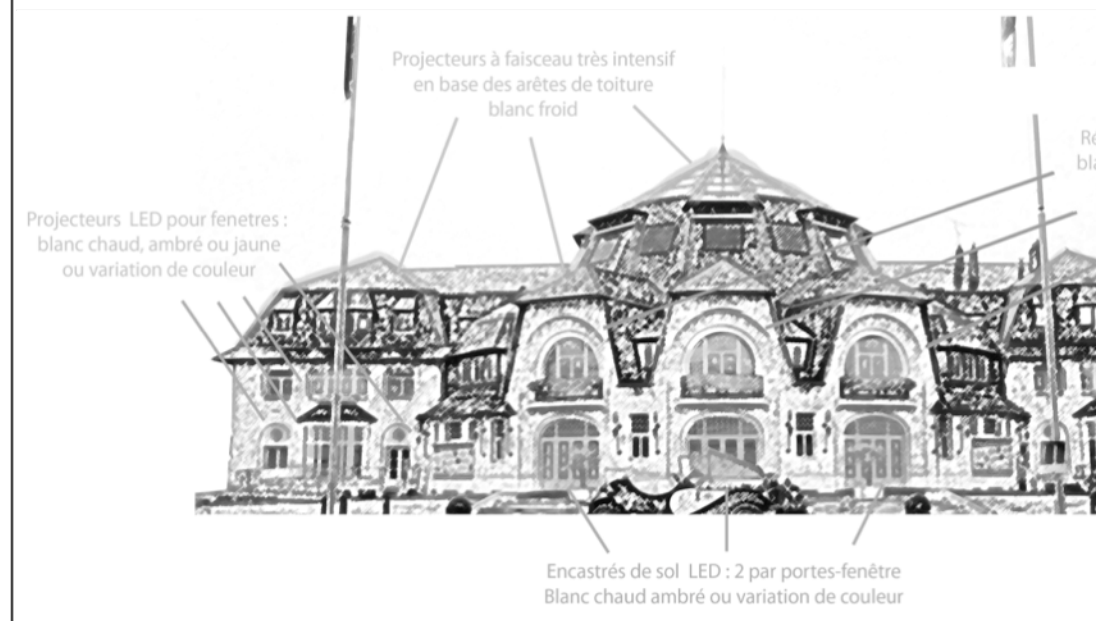 Projecteurs à faisceau très intensif
en base des arêtes de toiture
blanc froid
Projecteurs LED pour fenetres :
blanc chaud, ambré ou jaune
ou variation de couleur
Encastrés de sol LED : 2 par portes-fenêtre
Blanc chaud ambré ou variation de couleur